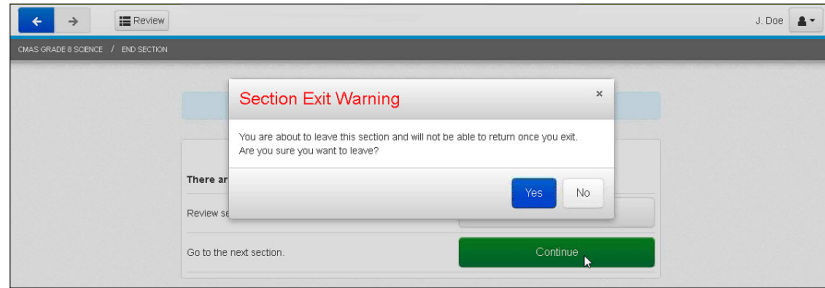 Review
J. Doe
CMAS GRADE 8 SCIENCE / END SECTION
Section Exit Warning
×
You are about to leave this section and will not be able to return once you exit.
Are you sure you want to leave?
Yes
No
There ar
Review se
Go to the next section.
Continue